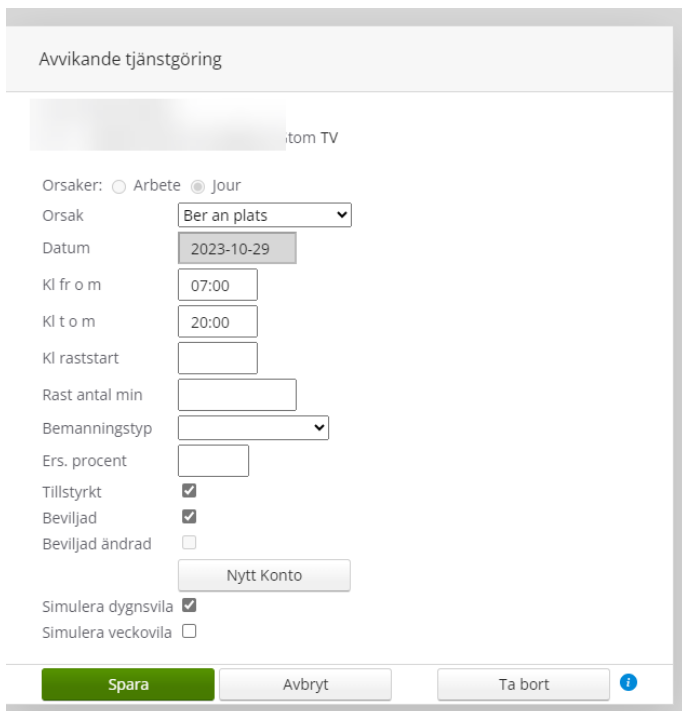 Avvikande tjänstgöring
tom TV
Orsaker: Arbete Jour
Orsak Ber an plats
Datum 2023-10-29
Kl fr o m 07:00
Kl t o m 20:00
Kl raststart
Rast antal min
Bemanningstyp
Ers. procent
Tillstyrkt
Beviljad
Beviljad ändrad
Nytt Konto
Simulera dygnsvila
Simulera veckovila
Spara Avbryt Ta bort i